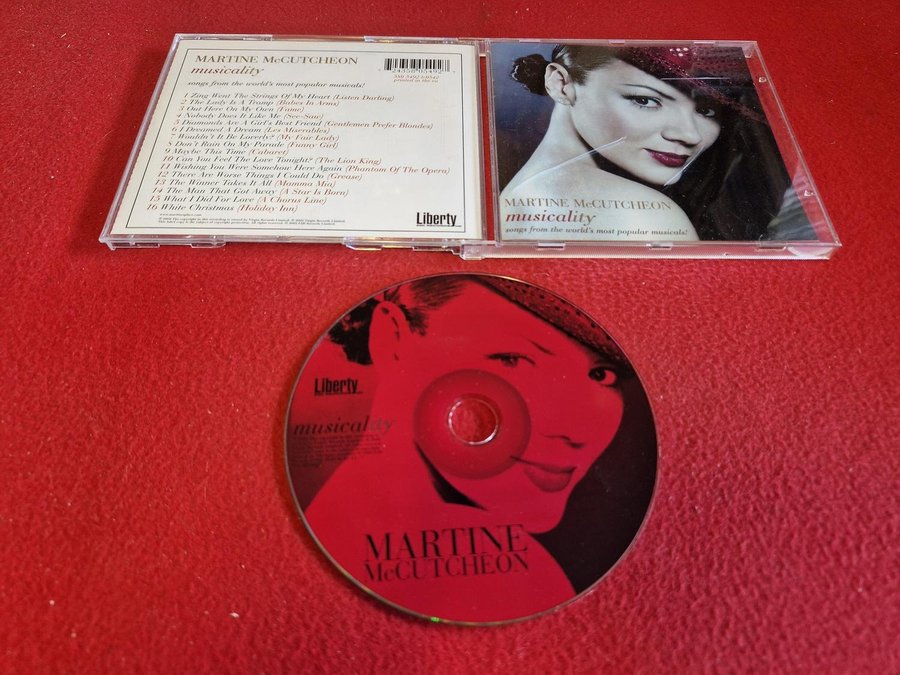 MARTINE McCUTCHEON
musicality
songs from the world's most popular musicals!
1 Zing Went The Strings Of My Heart (Listen Darling)
2 The Lady Is A Tramp (Babes In Arms)
3 Out Here On My Own (Fame)
4 Nobody Does It Like Me (See-Saw)
5 Diamonds Are A Girl's Best Friend (Gentlemen Prefer Blondes)
6 I Dreamed A Dream (Les Miserables)
7 Wouldn't It Be Loverly? (My Fair Lady)
8 Don't Rain On My Parade (Funny Girl)
9 Maybe This Time (Cabaret)
10 Can You Feel The Love Tonight? (The Lion King)
11 Wishing You Were Somehow Here Again (Phantom Of The Opera)
12 There Are Worse Things I Could Do (Grease)
13 The Winner Takes It All (Mamma Mia)
14 The Man That Got Away (A Star Is Born)
15 What I Did For Love (A Chorus Line)
16 White Christmas (Holiday Inn)
printed in the eu
Liberty
MARTINE McCUTCHEON
musicality
songs from the world's most popular musicals!
Liberty
musicality
MARTINE
McCUTCHEON